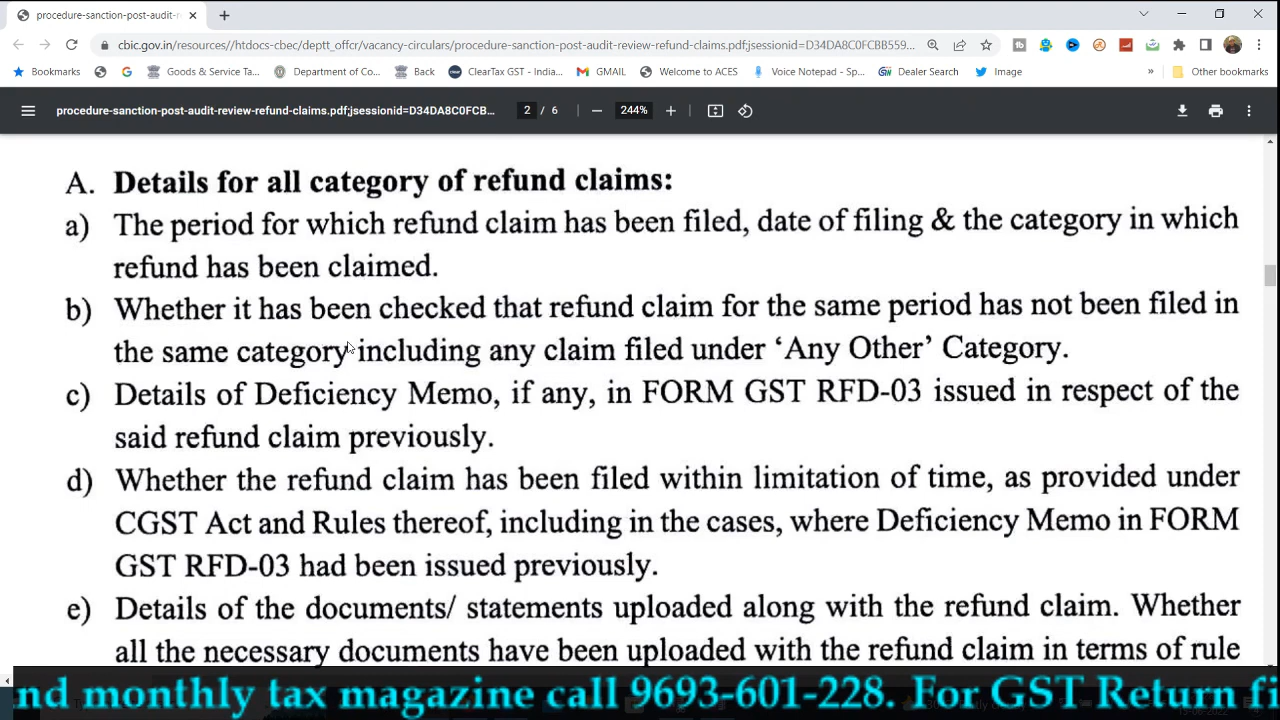 procedure-sanction-post-audit-r
cbic.gov.in/resources//htdocs-cbec/deptt_offcr/vacancy-circulars/procedure-sanction-post-audit-review-refund-claims.pdf;jsessionid=D34DA8C0FCBB559...
Bookmarks Goods & Service Ta... Department of Co... Back ClearTax GST - India... GMAIL Welcome to ACES Voice Notepad - Sp... Dealer Search Image » Other bookmarks
procedure-sanction-post-audit-review-refund-claims.pdf;jsessionid=D34DA8C0FCB... 2 / 6 244%
A. Details for all category of refund claims:
a) The period for which refund claim has been filed, date of filing & the category in which
refund has been claimed.
b) Whether it has been checked that refund claim for the same period has not been filed in
the same category including any claim filed under ‘Any Other’ Category.
c) Details of Deficiency Memo, if any, in FORM GST RFD-03 issued in respect of the
said refund claim previously.
d) Whether the refund claim has been filed within limitation of time, as provided under
CGST Act and Rules thereof, including in the cases, where Deficiency Memo in FORM
GST RFD-03 had been issued previously.
e) Details of the documents/ statements uploaded along with the refund claim. Whether
all the necessary documents have been uploaded with the refund claim in terms of rule
nd monthly tax magazine call 9693-601-228. For GST Return fi